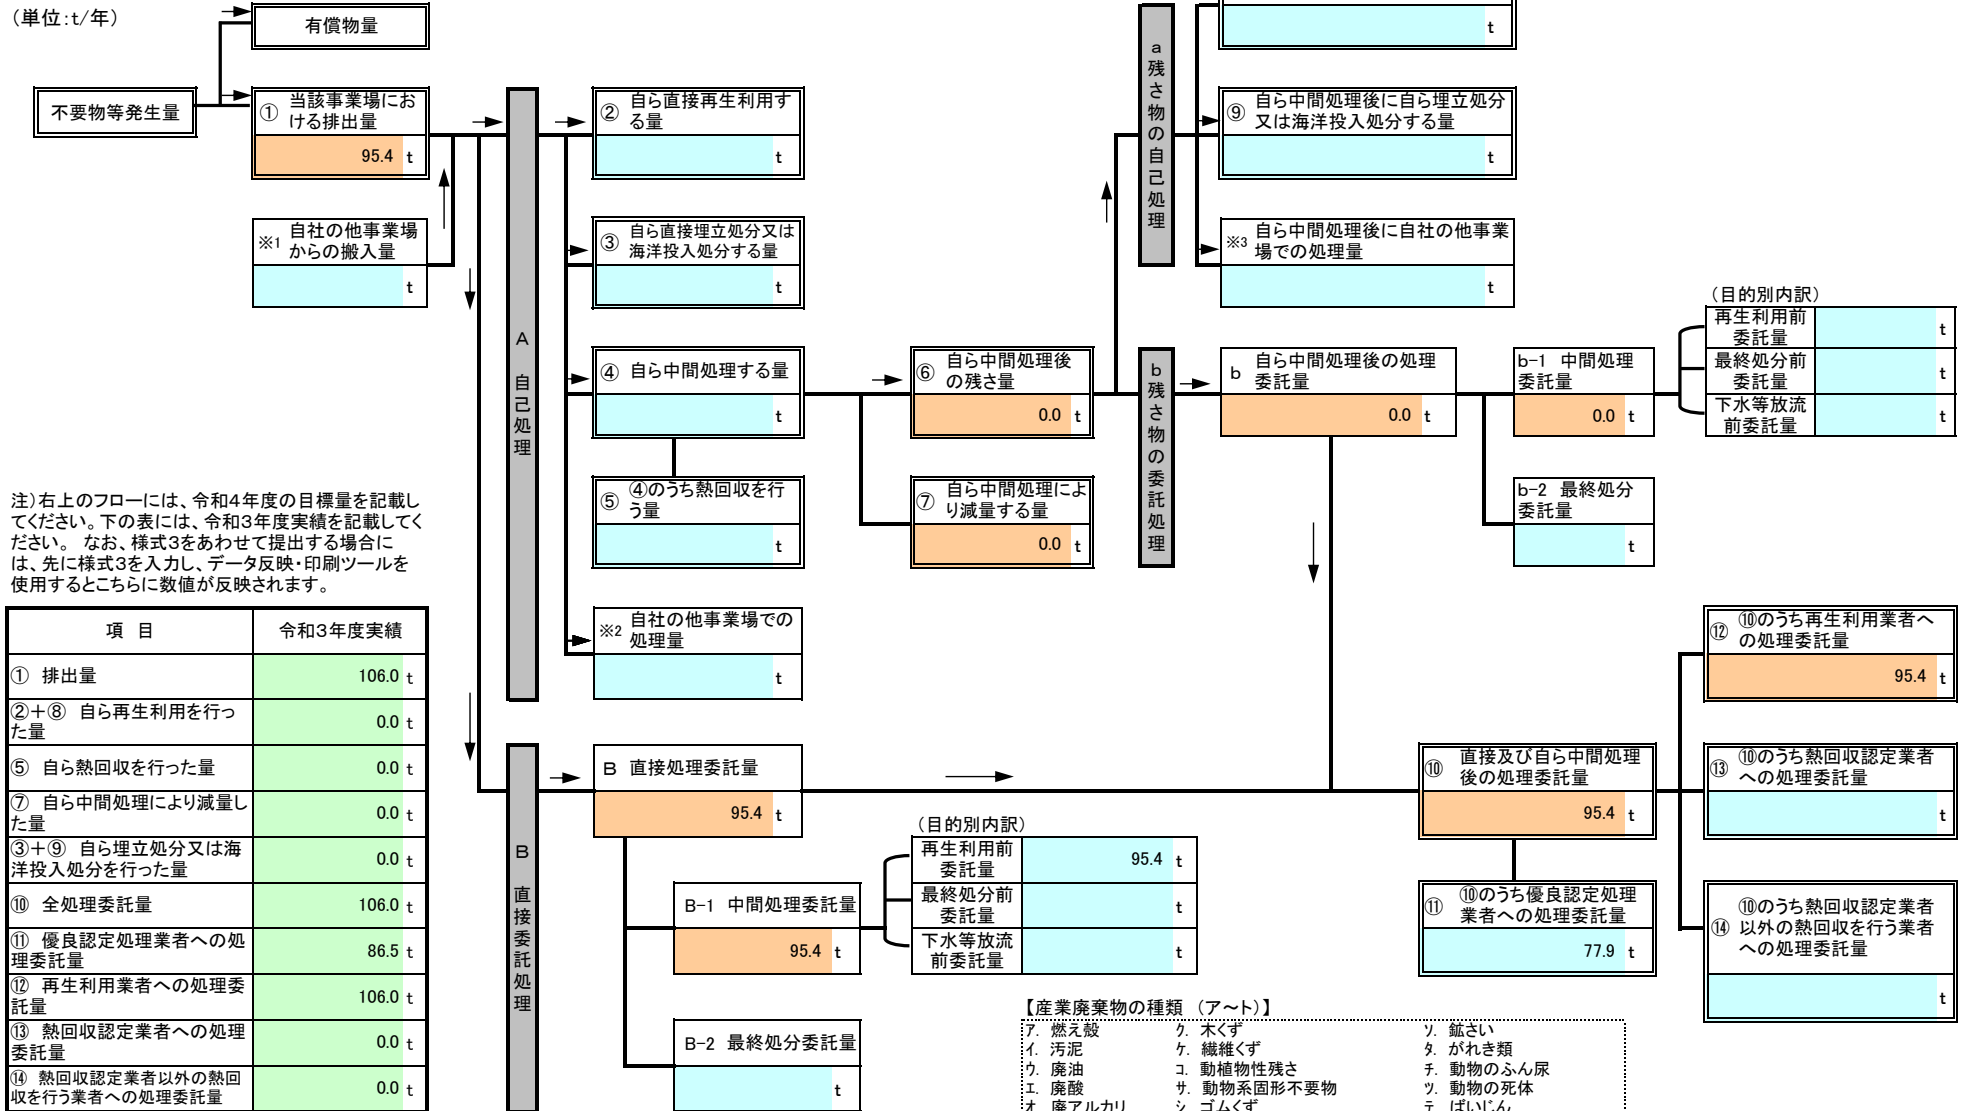 （単位:ｔ/年）
有償物量
不要物等発生量
① 当該事業場にお
ける排出量
95.4 t
※1 自社の他事業場
からの搬入量
t
A 自己処理
② 自ら直接再生利用す
る量
t
③ 自ら直接埋立処分又は
海洋投入処分する量
t
④ 自ら中間処理する量
t
⑤ ④のうち熱回収を行
う量
t
※2 自社の他事業場での
処理量
t
⑥ 自ら中間処理後
の残さ量
0.0 t
⑦ 自ら中間処理によ
り減量する量
0.0 t
a残さ物の自己処理
t
⑨ 自ら中間処理後に自ら埋立処分
又は海洋投入処分する量
t
※3 自ら中間処理後に自社の他事業
場での処理量
t
b残さ物の委託処理
b 自ら中間処理後の処理
委託量
0.0 t
b-1 中間処理
委託量
0.0 t
（目的別内訳）
再生利用前
委託量
t
最終処分前
委託量
t
下水等放流
前委託量
t
b-2 最終処分
委託量
t
注）右上のフローには、令和４年度の目標量を記載し
てください。下の表には、令和３年度実績を記載してく
ださい。 なお、様式３をあわせて提出する場合に
は、先に様式３を入力し、データ反映・印刷ツールを
使用するとこちらに数値が反映されます。
項 目 令和３年度実績
① 排出量 106.0 t
②＋⑧ 自ら再生利用を行っ
た量 0.0 t
⑤ 自ら熱回収を行った量 0.0 t
⑦ 自ら中間処理により減量し
た量 0.0 t
③＋⑨ 自ら埋立処分又は海
洋投入処分を行った量 0.0 t
⑩ 全処理委託量 106.0 t
⑪ 優良認定処理業者への処
理委託量 86.5 t
⑫ 再生利用業者への処理委
託量 106.0 t
⑬ 熱回収認定業者への処理
委託量 0.0 t
⑭ 熱回収認定業者以外の熱回
収を行う業者への処理委託量 0.0 t
B 直接委託処理
B 直接処理委託量
95.4 t
B-1 中間処理委託量
95.4 t
（目的別内訳）
再生利用前
委託量
95.4 t
最終処分前
委託量
t
下水等放流
前委託量
t
B-2 最終処分委託量
t
⑩ 直接及び自ら中間処理
後の処理委託量
95.4 t
⑪ ⑩のうち優良認定処理
業者への処理委託量
77.9 t
⑫ ⑩のうち再生利用業者へ
の処理委託量
95.4 t
⑬ ⑩のうち熱回収認定業者
への処理委託量
t
⑭ ⑩のうち熱回収認定業者
以外の熱回収を行う業者
への処理委託量
t
【産業廃棄物の種類 （ア～ト）】
ア. 燃え殻 ク. 木くず ソ. 鉱さい
イ. 汚泥 ケ. 繊維くず タ. がれき類
ウ. 廃油 コ. 動植物性残さ チ. 動物のふん尿
エ. 廃酸 サ. 動物系固形不要物 ツ. 動物の死体
オ. 廃アルカリ シ. ゴムくず テ. ばいじん